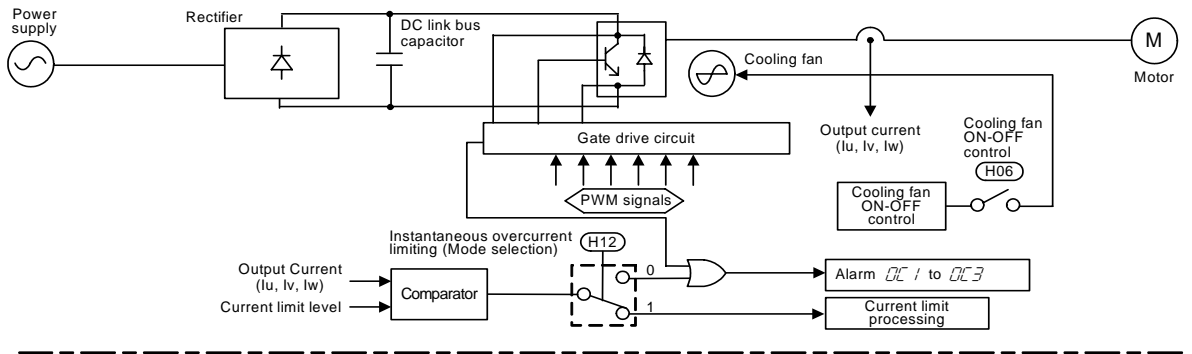 Power
supply
Rectifier
DC link bus
capacitor
Cooling fan
M
Motor
Gate drive circuit
Output current
(Iu, Iv, Iw)
Cooling fan
ON-OFF
control
H06
Cooling fan
ON-OFF
control
PWM signals
Instantaneous overcurrent
limiting (Mode selection)
H12
0
Output Current
(Iu, Iv, Iw)
Current limit level
Comparator
1
Alarm OC1 to OC3
Current limit
processing